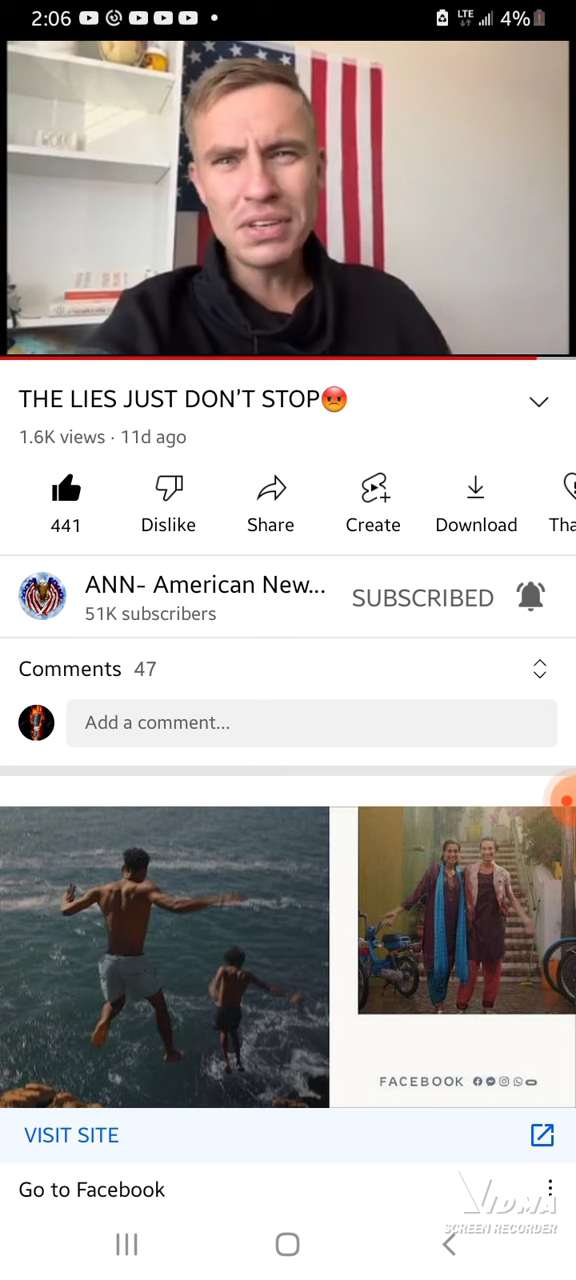 2:06
LTE
4%
THE LIES JUST DON'T STOP😡
1.6K views · 11d ago
441
Dislike
Share
Create
Download
Tha
ANN- American New...
51K subscribers
SUBSCRIBED
Comments 47
Add a comment...
FACEBOOK
VISIT SITE
Go to Facebook
VIDMA
SCREEN RECORDER